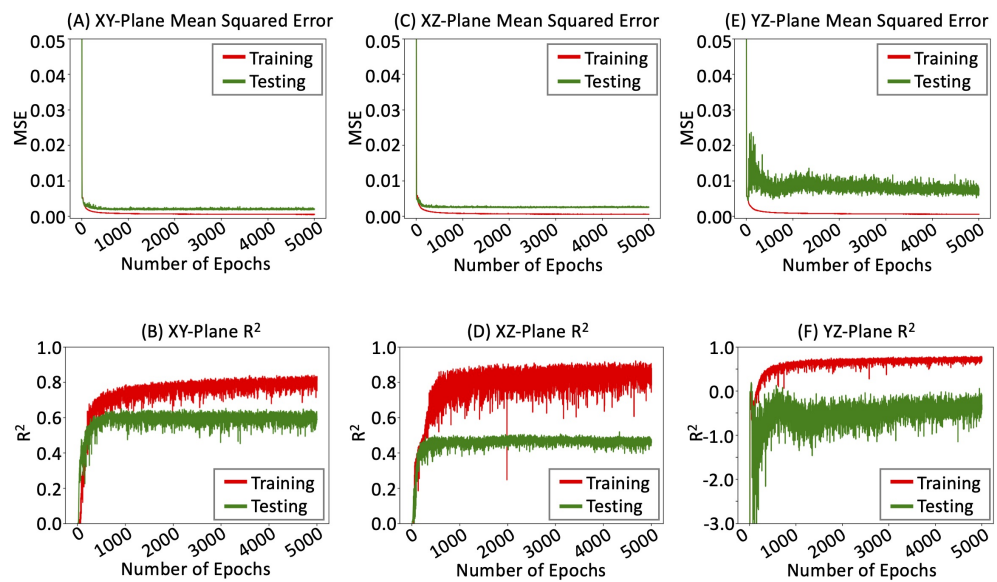 (A) XY-Plane Mean Squared Error
0.05
0.04
0.03
0.02
0.01
0.00
MSE
Training
Testing
0
1000
2000
3000
4000
5000
Number of Epochs
(C) XZ-Plane Mean Squared Error
0.05
0.04
0.03
0.02
0.01
0.00
MSE
Training
Testing
0
1000
2000
3000
4000
5000
Number of Epochs
(E) YZ-Plane Mean Squared Error
0.05
0.04
0.03
0.02
0.01
0.00
MSE
Training
Testing
0
1000
2000
3000
4000
5000
Number of Epochs
(B) XY-Plane R²
1.0
0.8
0.6
0.4
0.2
0.0
R²
Training
Testing
0
1000
2000
3000
4000
5000
Number of Epochs
(D) XZ-Plane R²
1.0
0.8
0.6
0.4
0.2
0.0
R²
Training
Testing
0
1000
2000
3000
4000
5000
Number of Epochs
(F) YZ-Plane R²
1.0
0.0
-1.0
-2.0
-3.0
R²
Training
Testing
0
1000
2000
3000
4000
5000
Number of Epochs